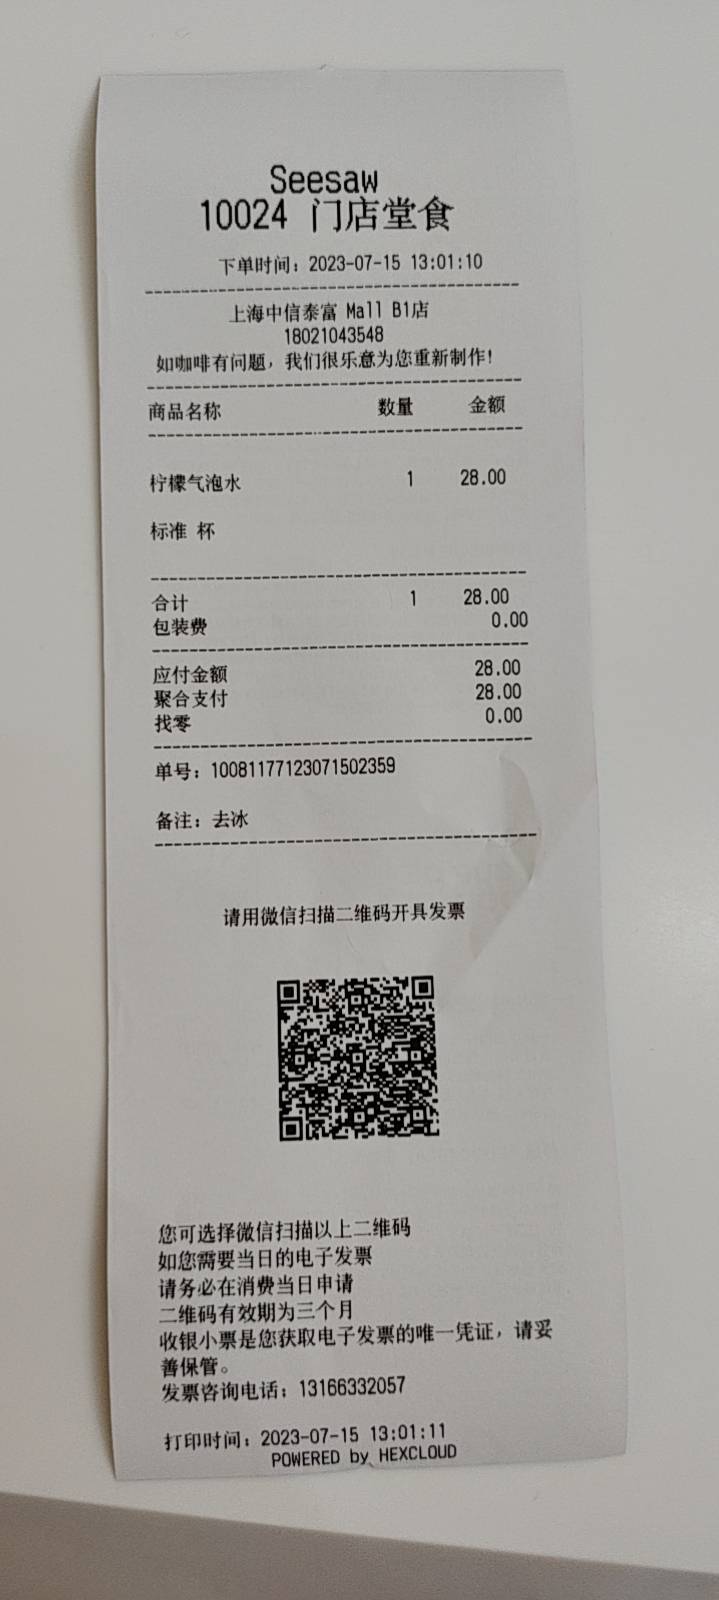 Seesaw
10024 门店堂食
下单时间：2023-07-15 13:01:10
上海中信泰富 Mall B1店
18021043548
如咖啡有问题，我们很乐意为您重新制作！
商品名称 数量 金额
柠檬气泡水 1 28.00
标准 杯
合计 1 28.00
包装费 0.00
应付金额 28.00
聚合支付 28.00
找零 0.00
单号：10081177123071502359
备注：去冰
请用微信扫描二维码开具发票
您可选择微信扫描以上二维码
如您需要当日的电子发票
请务必在消费当日申请
二维码有效期为三个月
收银小票是您获取电子发票的唯一凭证，请妥
善保管。
发票咨询电话：13166332057
打印时间：2023-07-15 13:01:11
POWERED by HEXCLOUD